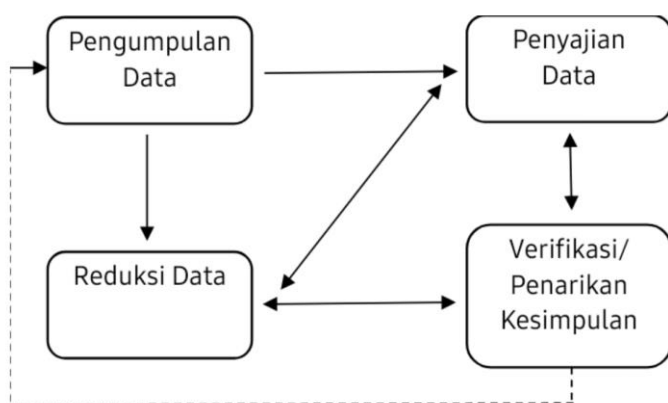 Pengumpulan
Data
Penyajian
Data
Reduksi Data
Verifikasi/
Penarikan
Kesimpulan